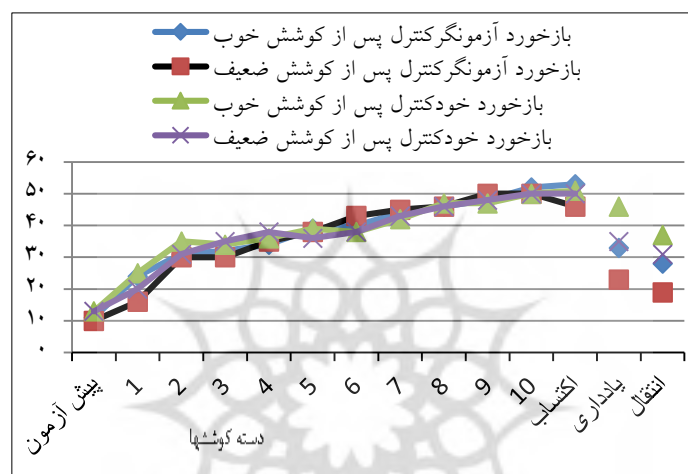 بازخورد آزمونگرکنترل پس از کوشش خوب
بازخورد آزمونگرکنترل پس از کوشش ضعیف
بازخورد خودکنترل پس از کوشش خوب
بازخورد خودکنترل پس از کوشش ضعیف
۶۰
۵۰
۴۰
۳۰
۲۰
۱۰
۰
پیش آزمون
1
2
3
4
5
6
7
8
9
10
اکتساب
یادداری
انتقال
دسته کوششها